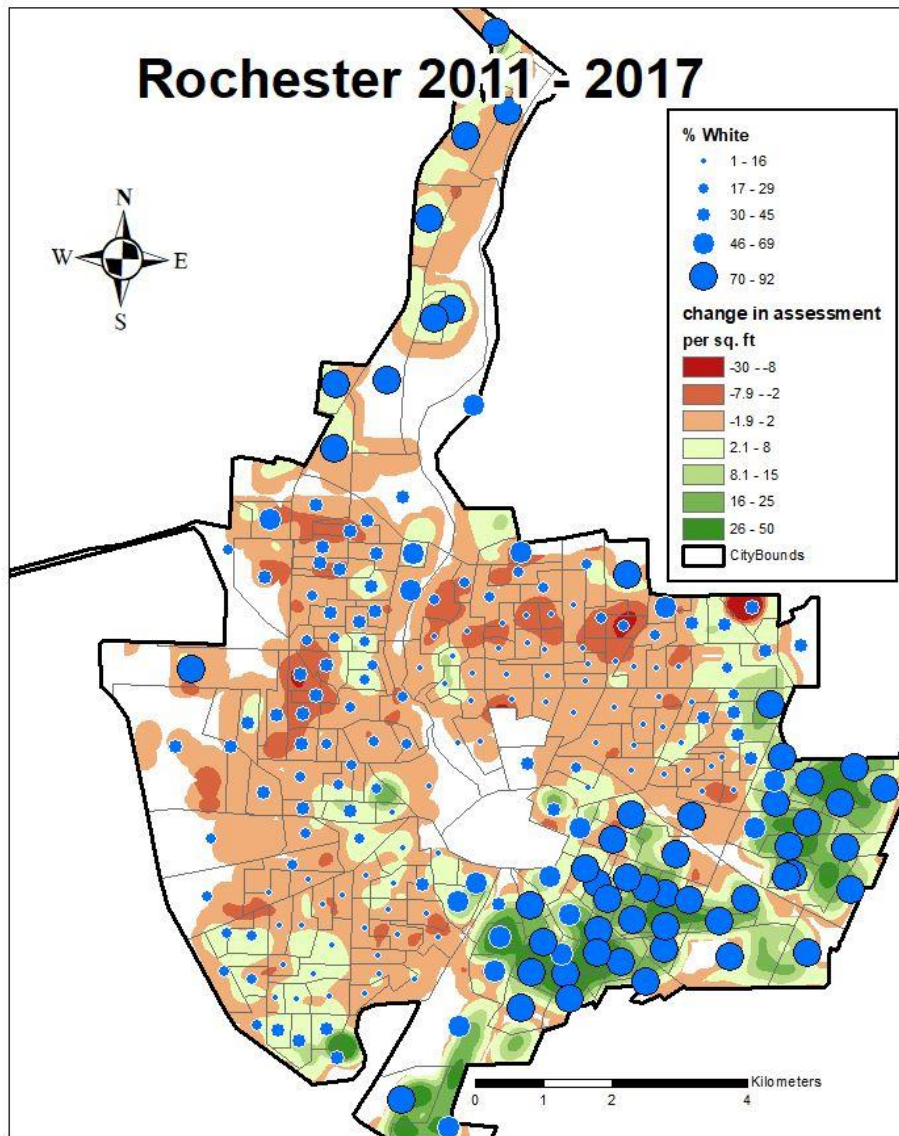 Rochester 2011 - 2017
N
W E
S
% White
1 - 16
17 - 29
30 - 45
46 - 69
70 - 92
change in assessment
per sq. ft
-30 - -8
-7.9 - -2
-1.9 - 2
2.1 - 8
8.1 - 15
16 - 25
26 - 50
CityBounds
Kilometers
0 1 2 4